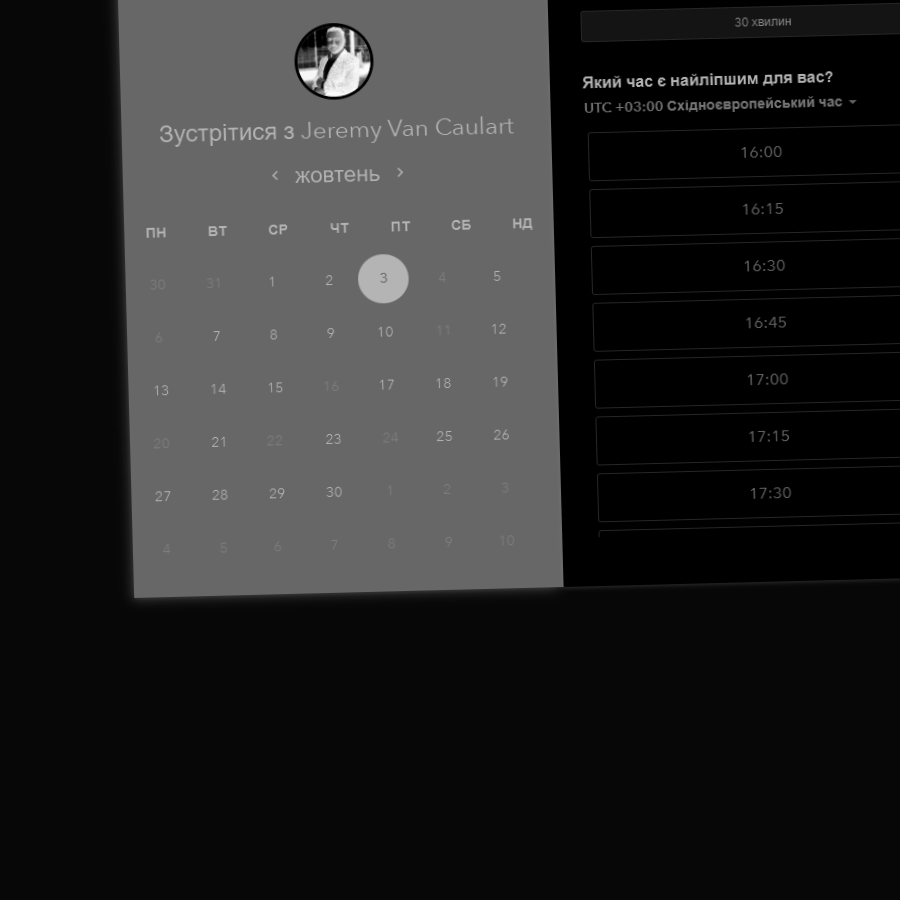 Зустрітися з Jeremy Van Caulart
жовтень
ПН ВТ СР ЧТ ПТ СБ НД
30 31 1 2 3 4 5
6 7 8 9 10 11 12
13 14 15 16 17 18 19
20 21 22 23 24 25 26
27 28 29 30 1 2 3
4 5 6 7 8 9 10
30 хвилин
Який час є найліпшим для вас?
UTC +03:00 Східноєвропейський час
16:00
16:15
16:30
16:45
17:00
17:15
17:30